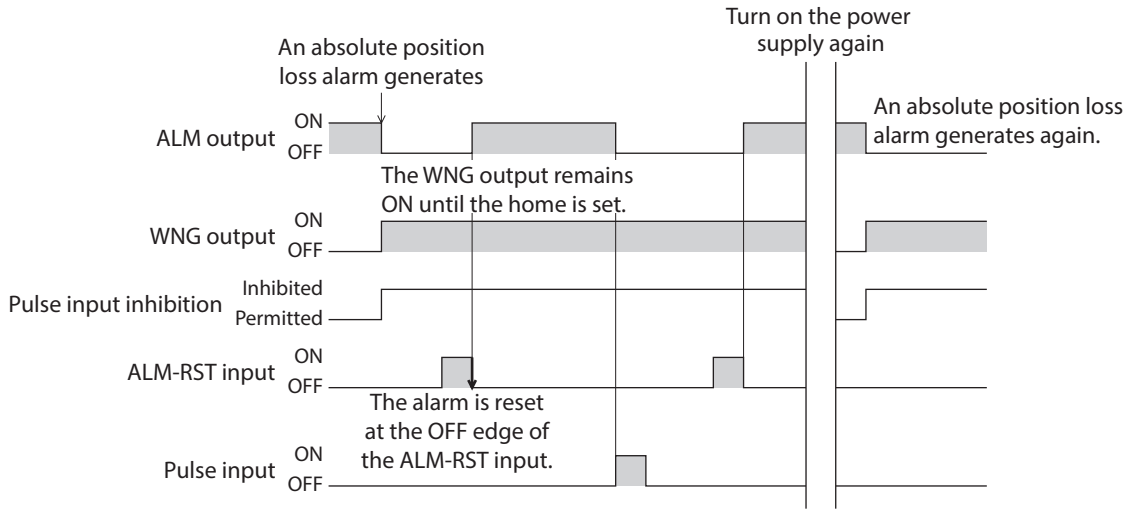 Turn on the power
supply again
An absolute position
loss alarm generates
An absolute position loss
alarm generates again.
ALM output
ON
OFF
The WNG output remains
ON until the home is set.
WNG output
ON
OFF
Pulse input inhibition
Inhibited
Permitted
ALM-RST input
ON
OFF
The alarm is reset
at the OFF edge of
the ALM-RST input.
Pulse input
ON
OFF